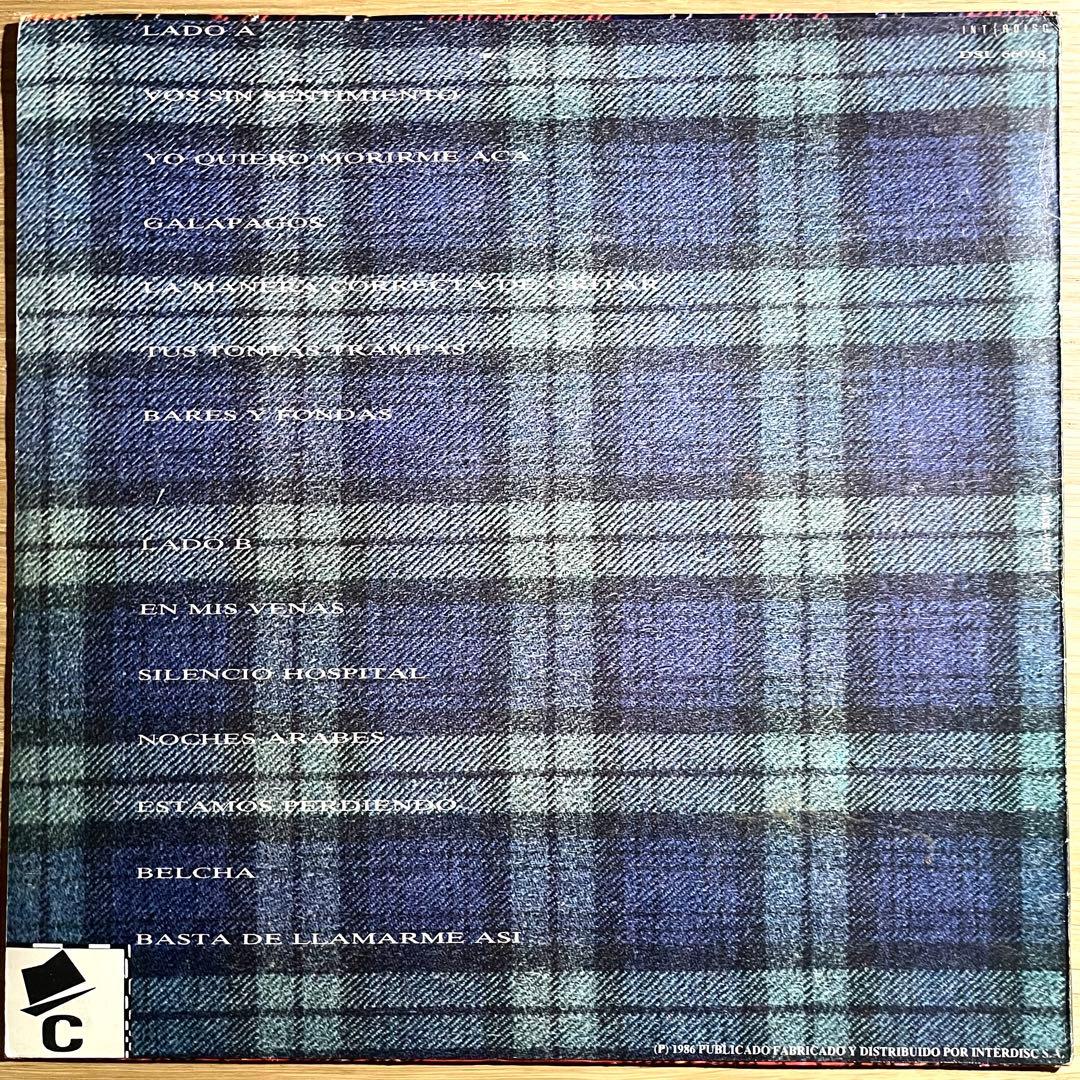 LADO A
INTERDISC
VOS SIN SENTIMIENTO
YO QUIERO MORIRME ACA
GALAPAGOS
LA MANERA CORRECTA DE GRITAR
TUS TONTAS TRAMPAS
BARES Y FONDAS
LADO B
EN MIS VENAS
SILENCIO HOSPITAL
NOCHES ARABES
ESTAMOS PERDIENDO
BELCHA
BASTA DE LLAMARME ASI
C
(P) 1986 PUBLICADO FABRICADO Y DISTRIBUIDO POR INTERDISC S.A.